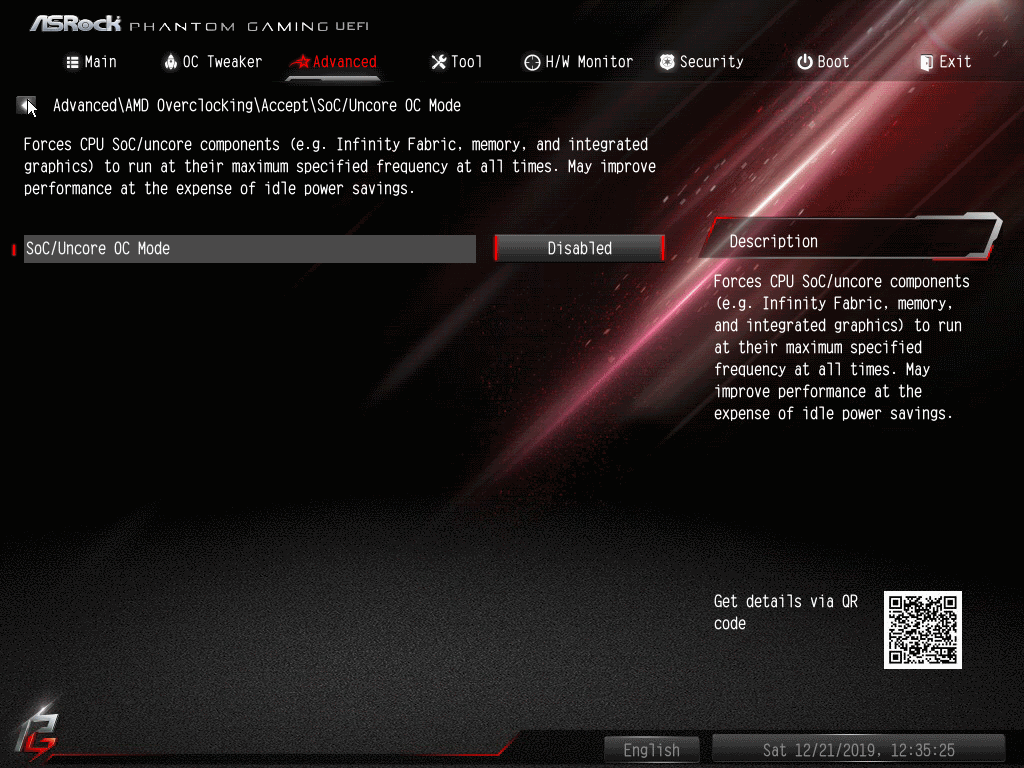 ASRock PHANTOM GAMING UEFI
Main OC Tweaker Advanced Tool H/W Monitor Security Boot Exit
Advanced\AMD Overclocking\Accept\SoC/Uncore OC Mode
Forces CPU SoC/uncore components (e.g. Infinity Fabric, memory, and integrated
graphics) to run at their maximum specified frequency at all times. May improve
performance at the expense of idle power savings.
SoC/Uncore OC Mode Disabled
Description
Forces CPU SoC/uncore components
(e.g. Infinity Fabric, memory,
and integrated graphics) to run
at their maximum specified
frequency at all times. May
improve performance at the
expense of idle power savings.
Get details via QR
code
English Sat 12/21/2019, 12:35:25